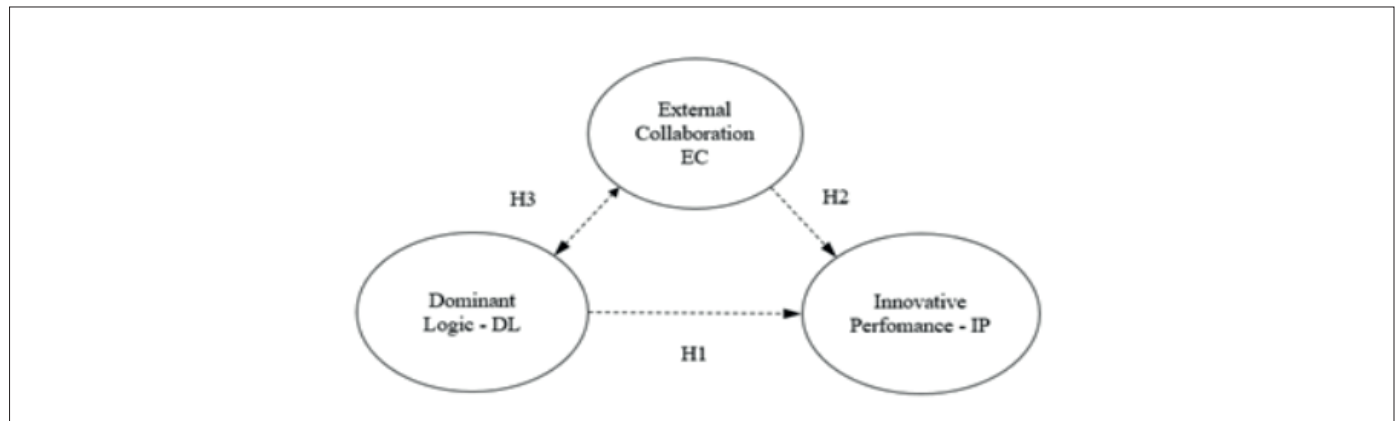 External
Collaboration
EC
H3
H2
Dominant
Logic - DL
Innovative
Perfomance - IP
H1